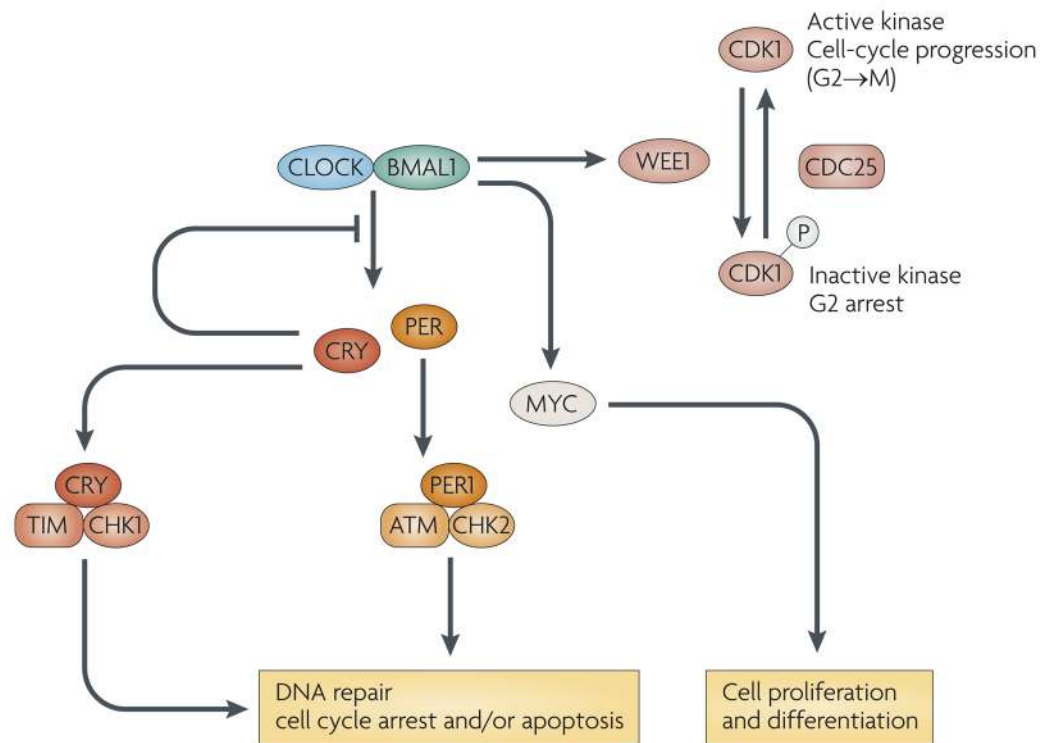 CDK1
Active kinase
Cell-cycle progression
(G2→M)
CLOCK
BMAL1
WEE1
CDC25
P
CDK1
Inactive kinase
G2 arrest
PER
CRY
MYC
CRY
TIM
CHK1
PER1
ATM
CHK2
DNA repair
cell cycle arrest and/or apoptosis
Cell proliferation
and differentiation